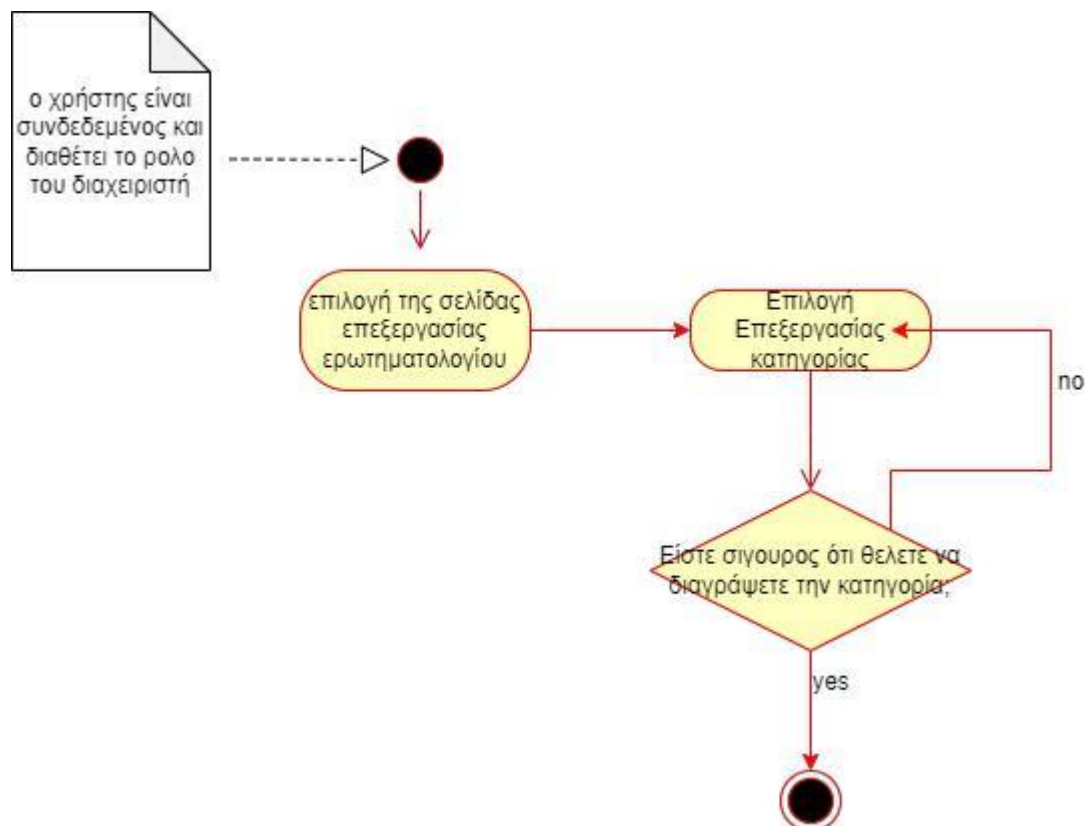 ο χρήστης είναι
συνδεδεμένος και
διαθέτει το ρολο
του διαχειριστή
επιλογή της σελίδας
επεξεργασίας
ερωτηματολογίου
Επιλογή
Επεξεργασίας
κατηγορίας
no
Είστε σιγουρος ότι θελετε να
διαγράψετε την κατηγορία;
yes